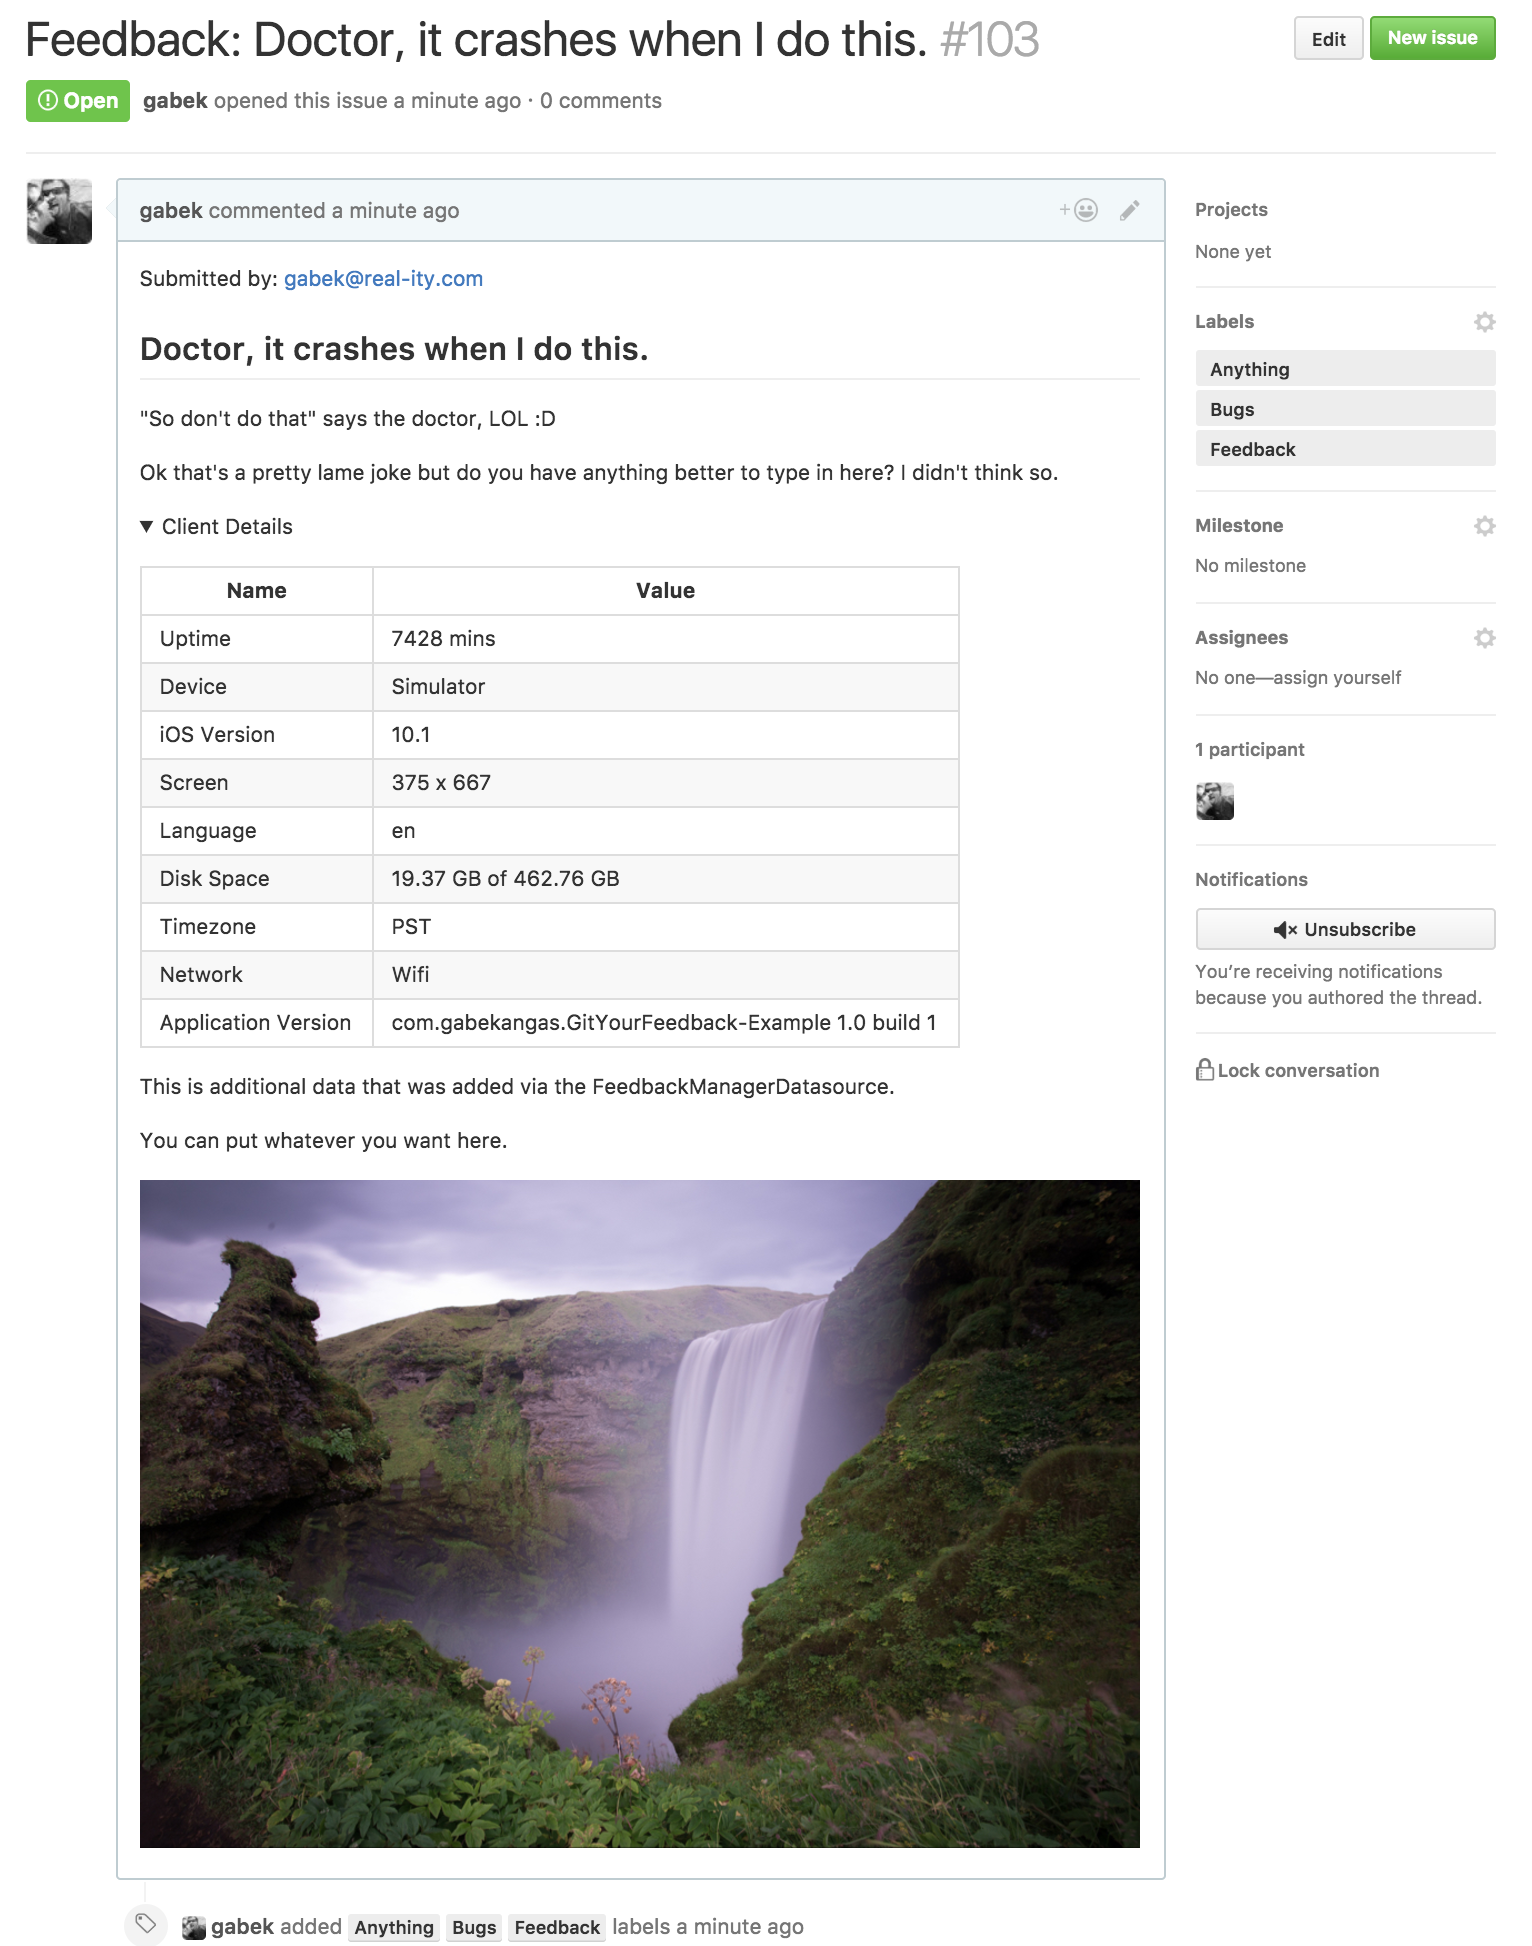 Feedback: Doctor, it crashes when I do this. #103
Edit
New issue
Open
gabek opened this issue a minute ago · 0 comments
gabek commented a minute ago
Submitted by: gabek@real-ity.com
Doctor, it crashes when I do this.
"So don't do that" says the doctor, LOL :D
Ok that's a pretty lame joke but do you have anything better to type in here? I didn't think so.
▼ Client Details
Name Value
Uptime 7428 mins
Device Simulator
iOS Version 10.1
Screen 375 x 667
Language en
Disk Space 19.37 GB of 462.76 GB
Timezone PST
Network Wifi
Application Version com.gabekangas.GitYourFeedback-Example 1.0 build 1
This is additional data that was added via the FeedbackManagerDatasource.
You can put whatever you want here.
gabek added Anything Bugs Feedback labels a minute ago
Projects
None yet
Labels
Anything
Bugs
Feedback
Milestone
No milestone
Assignees
No one—assign yourself
1 participant
Notifications
Unsubscribe
You’re receiving notifications
because you authored the thread.
Lock conversation